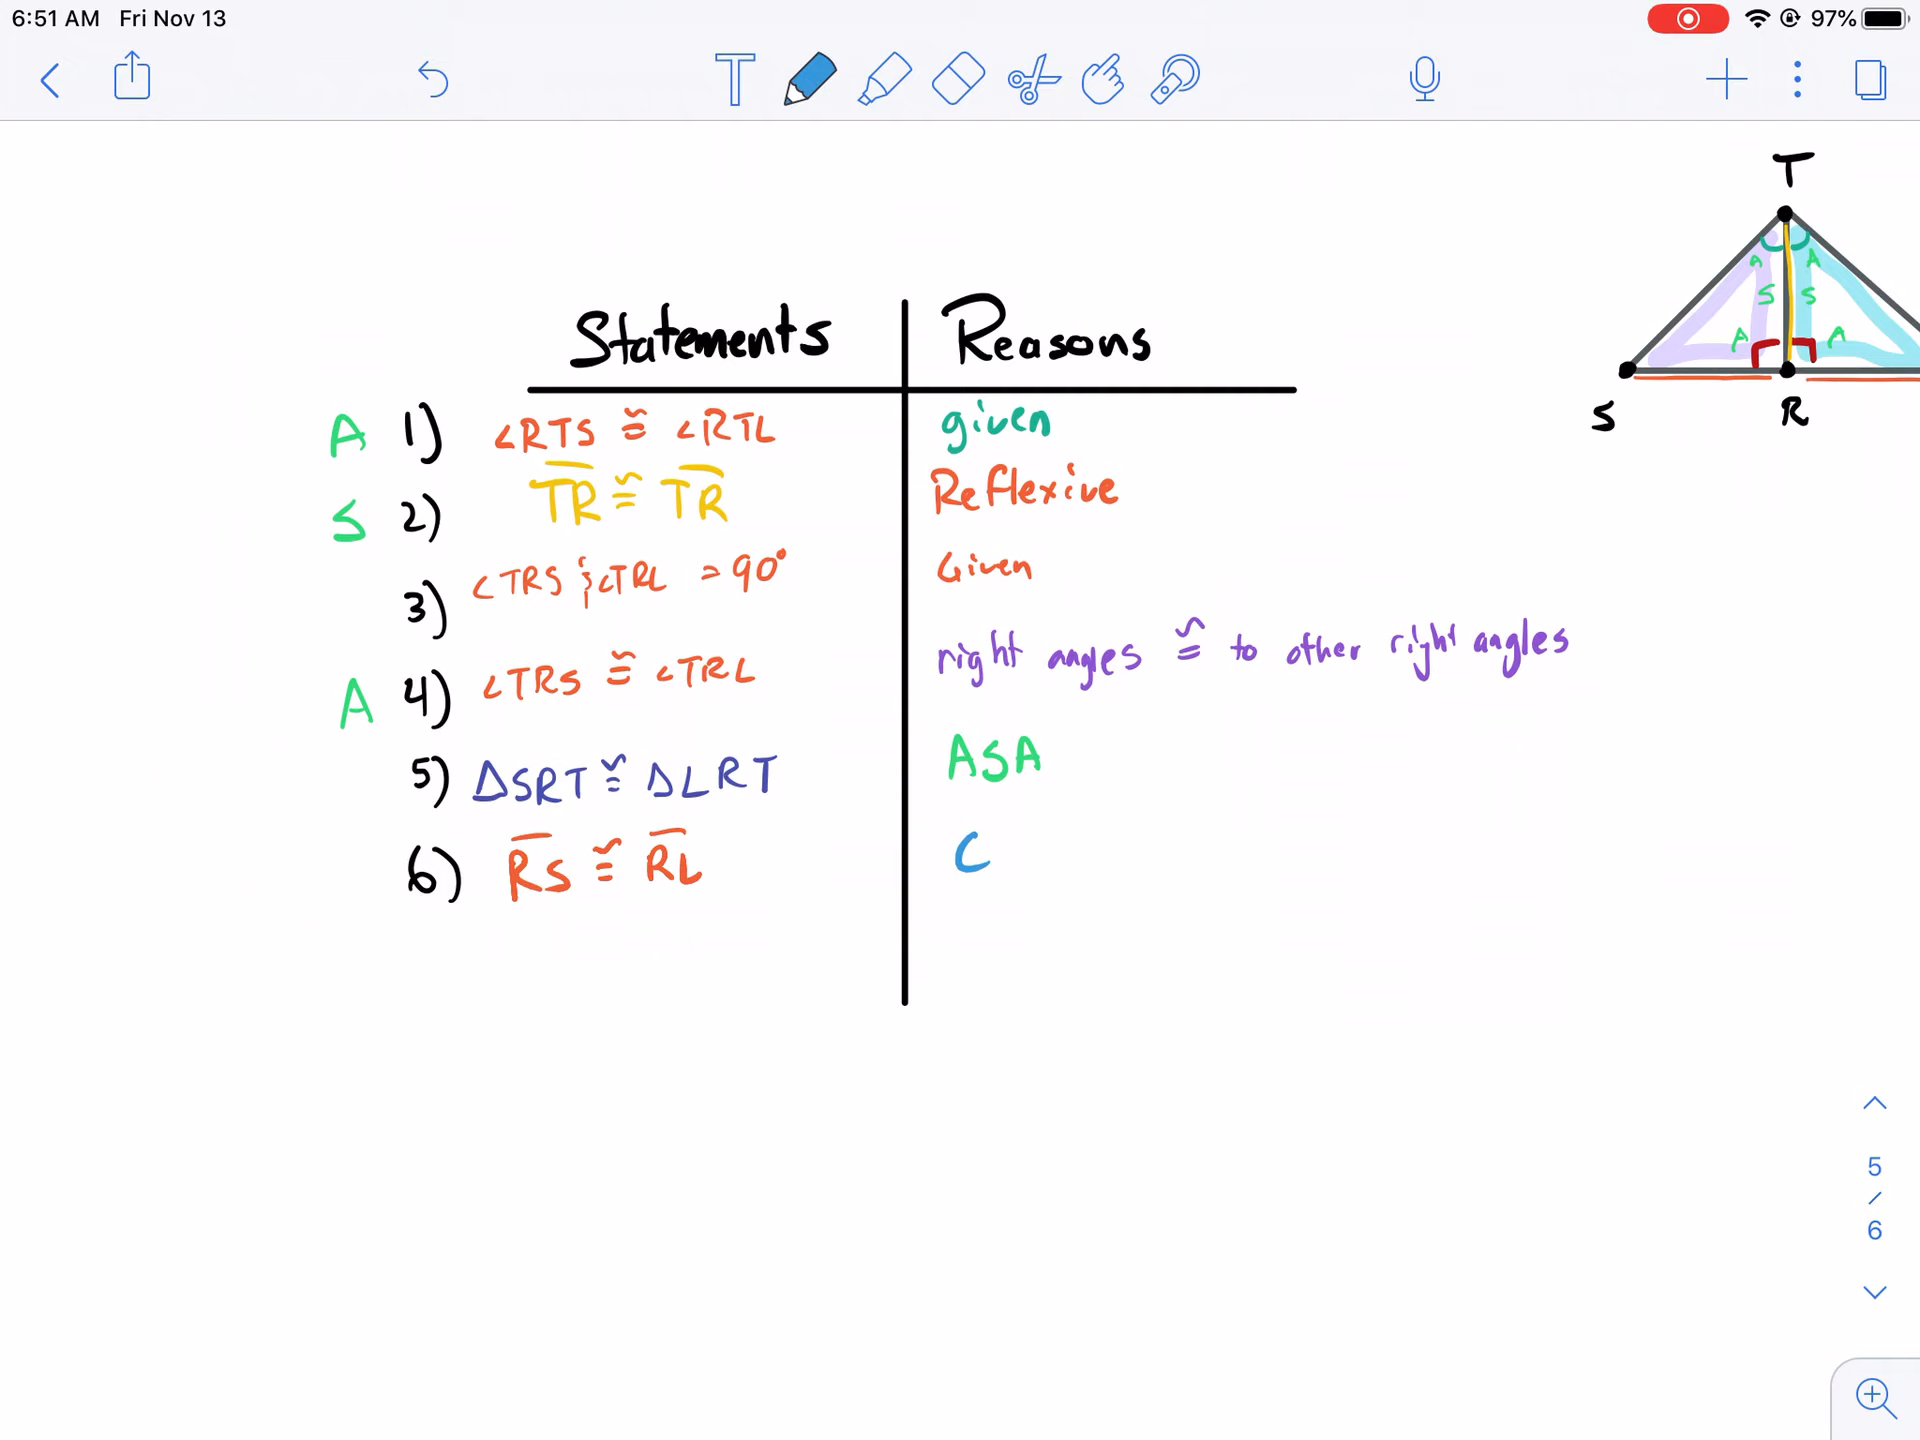 6:51 AM Fri Nov 13 97%
T
T
A A
S S
A A
S R
Statements Reasons
A 1) ∠RTS ≅ ∠RTL given
S 2) TR ≅ TR Reflexive
3) ∠TRS & ∠TRL = 90° Given
A 4) ∠TRS ≅ ∠TRL right angles ≅ to other right angles
5) ΔSRT ≅ ΔLRT ASA
6) RS ≅ RL C
5
/
6